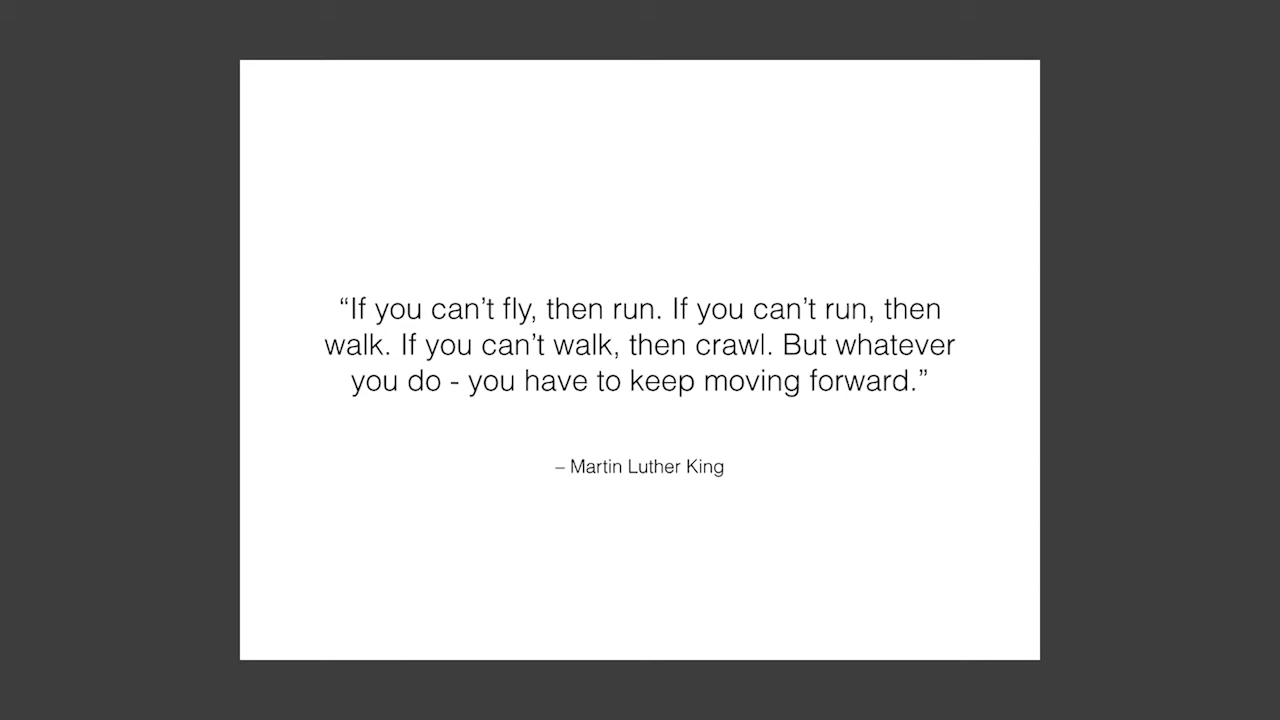 “If you can’t fly, then run. If you can’t run, then
walk. If you can’t walk, then crawl. But whatever
you do - you have to keep moving forward.”
– Martin Luther King